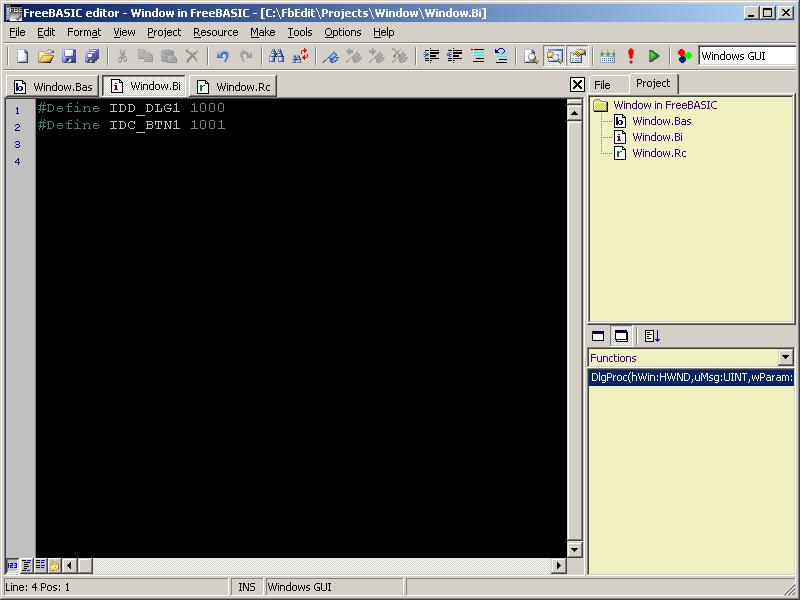 FreeBASIC editor - Window in FreeBASIC - [C:\FbEdit\Projects\Window\Window.Bi]
File Edit Format View Project Resource Make Tools Options Help
Windows GUI
Window.Bas Window.Bi Window.Rc
File Project
1 #Define IDD_DLG1 1000
2 #Define IDC_BTN1 1001
3
4
Window in FreeBASIC
Window.Bas
Window.Bi
Window.Rc
Functions
DlgProc(hWin:HWND,uMsg:UINT,wParam:
123
Line: 4 Pos: 1 INS Windows GUI